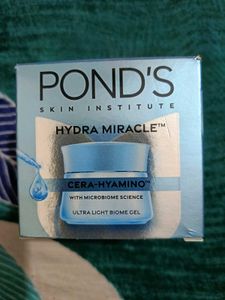 POND'S
SKIN INSTITUTE
HYDRA MIRACLE™
CERA-HYAMINO™
WITH MICROBIOME SCIENCE
ULTRA LIGHT BIOME GEL